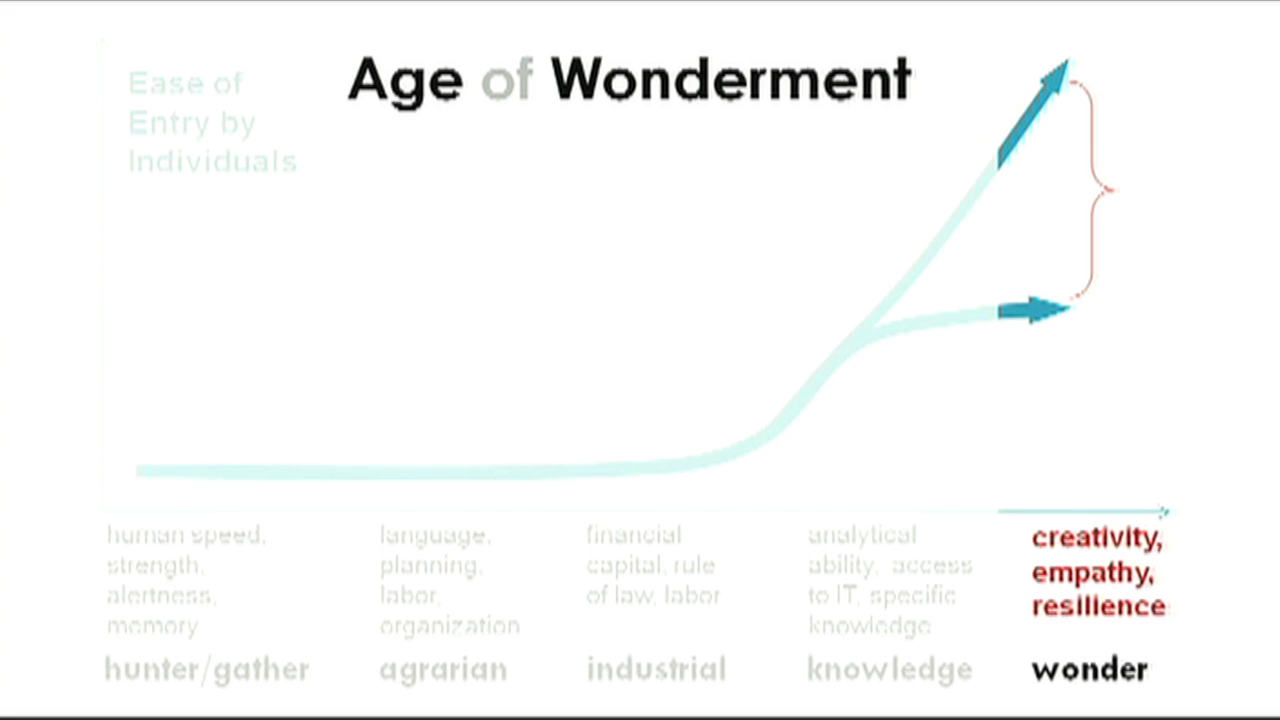 Age of Wonderment
Ease of
Entry by
Individuals
human speed,
strength,
alertness,
memory
hunter/gather
language,
planning,
labor,
organization
agrarian
financial
capital, rule
of law, labor
industrial
analytical
ability, access
to IT, specific
knowledge
knowledge
creativity,
empathy,
resilience
wonder